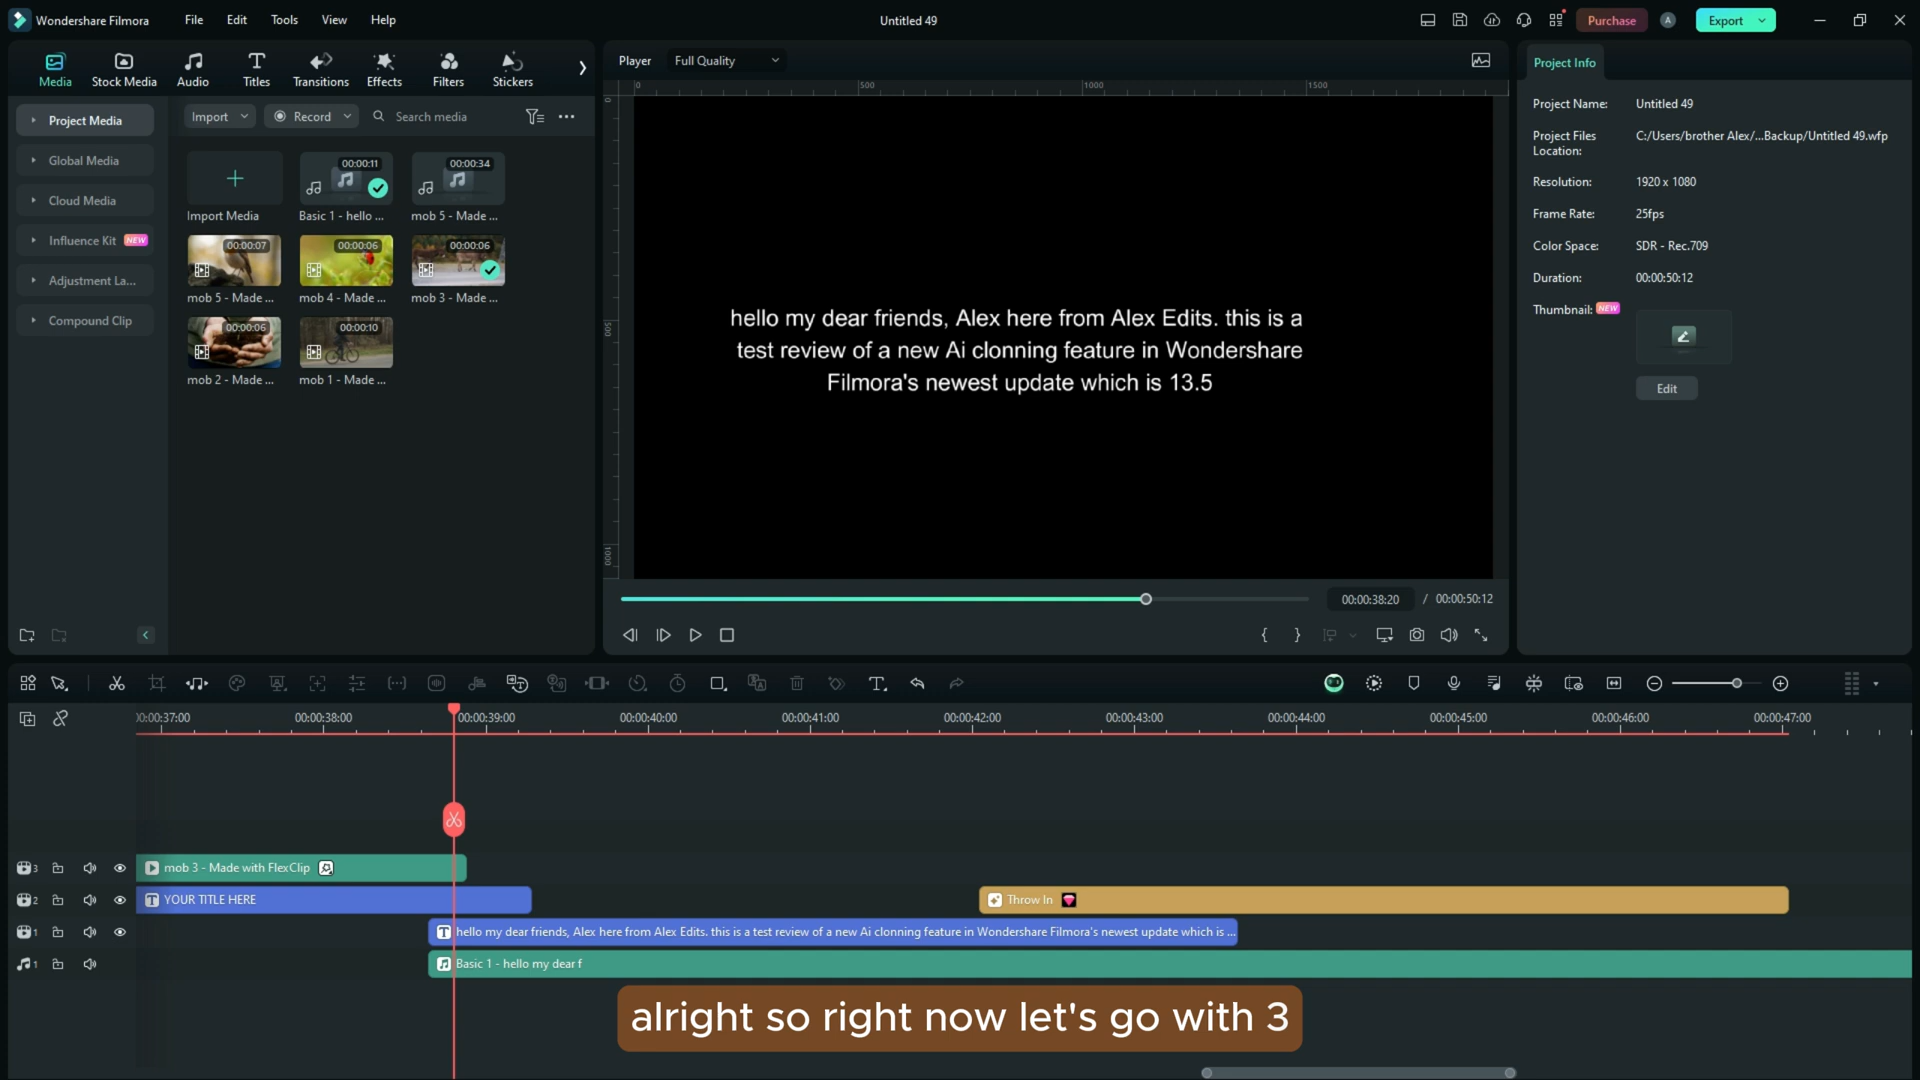 Wondershare Filmora
File
Edit
Tools
View
Help
Untitled 49
Purchase
A
Export
Media
Stock Media
Audio
Titles
Transitions
Effects
Filters
Stickers
Player
Full Quality
Project Info
Project Media
Global Media
Cloud Media
Influence Kit NEW
Adjustment La...
Compound Clip
Import
Record
Search media
Import Media
00:00:11
Basic 1 - hello ...
00:00:34
mob 5 - Made ...
00:00:07
mob 5 - Made ...
00:00:06
mob 4 - Made ...
00:00:06
mob 3 - Made ...
00:00:06
mob 2 - Made ...
00:00:10
mob 1 - Made ...
0
500
1000
1500
0
500
1000
hello my dear friends, Alex here from Alex Edits. this is a
test review of a new Ai clonning feature in Wondershare
Filmora's newest update which is 13.5
00:00:38:20 / 00:00:50:12
Project Name: Untitled 49
Project Files Location: C:/Users/brother Alex/...Backup/Untitled 49.wfp
Resolution: 1920 x 1080
Frame Rate: 25fps
Color Space: SDR - Rec.709
Duration: 00:00:50:12
Thumbnail: NEW
Edit
00:00:37:00
00:00:38:00
00:00:39:00
00:00:40:00
00:00:41:00
00:00:42:00
00:00:43:00
00:00:44:00
00:00:45:00
00:00:46:00
00:00:47:00
3
mob 3 - Made with FlexClip
2
YOUR TITLE HERE
Throw In
1
hello my dear friends, Alex here from Alex Edits. this is a test review of a new Ai clonning feature in Wondershare Filmora's newest update which is ...
1
Basic 1 - hello my dear f
alright so right now let's go with 3